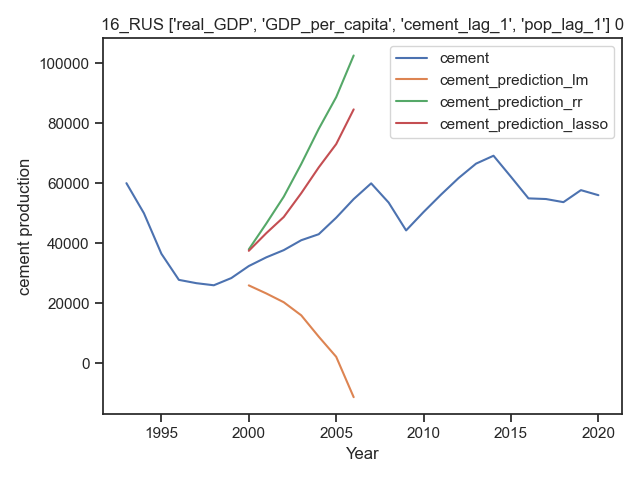 16_RUS ['real_GDP', 'GDP_per_capita', 'cement_lag_1', 'pop_lag_1'] 0
cement
cement_prediction_lm
cement_prediction_rr
cement_prediction_lasso
cement production
100000
80000
60000
40000
20000
0
1995
2000
2005
2010
2015
2020
Year